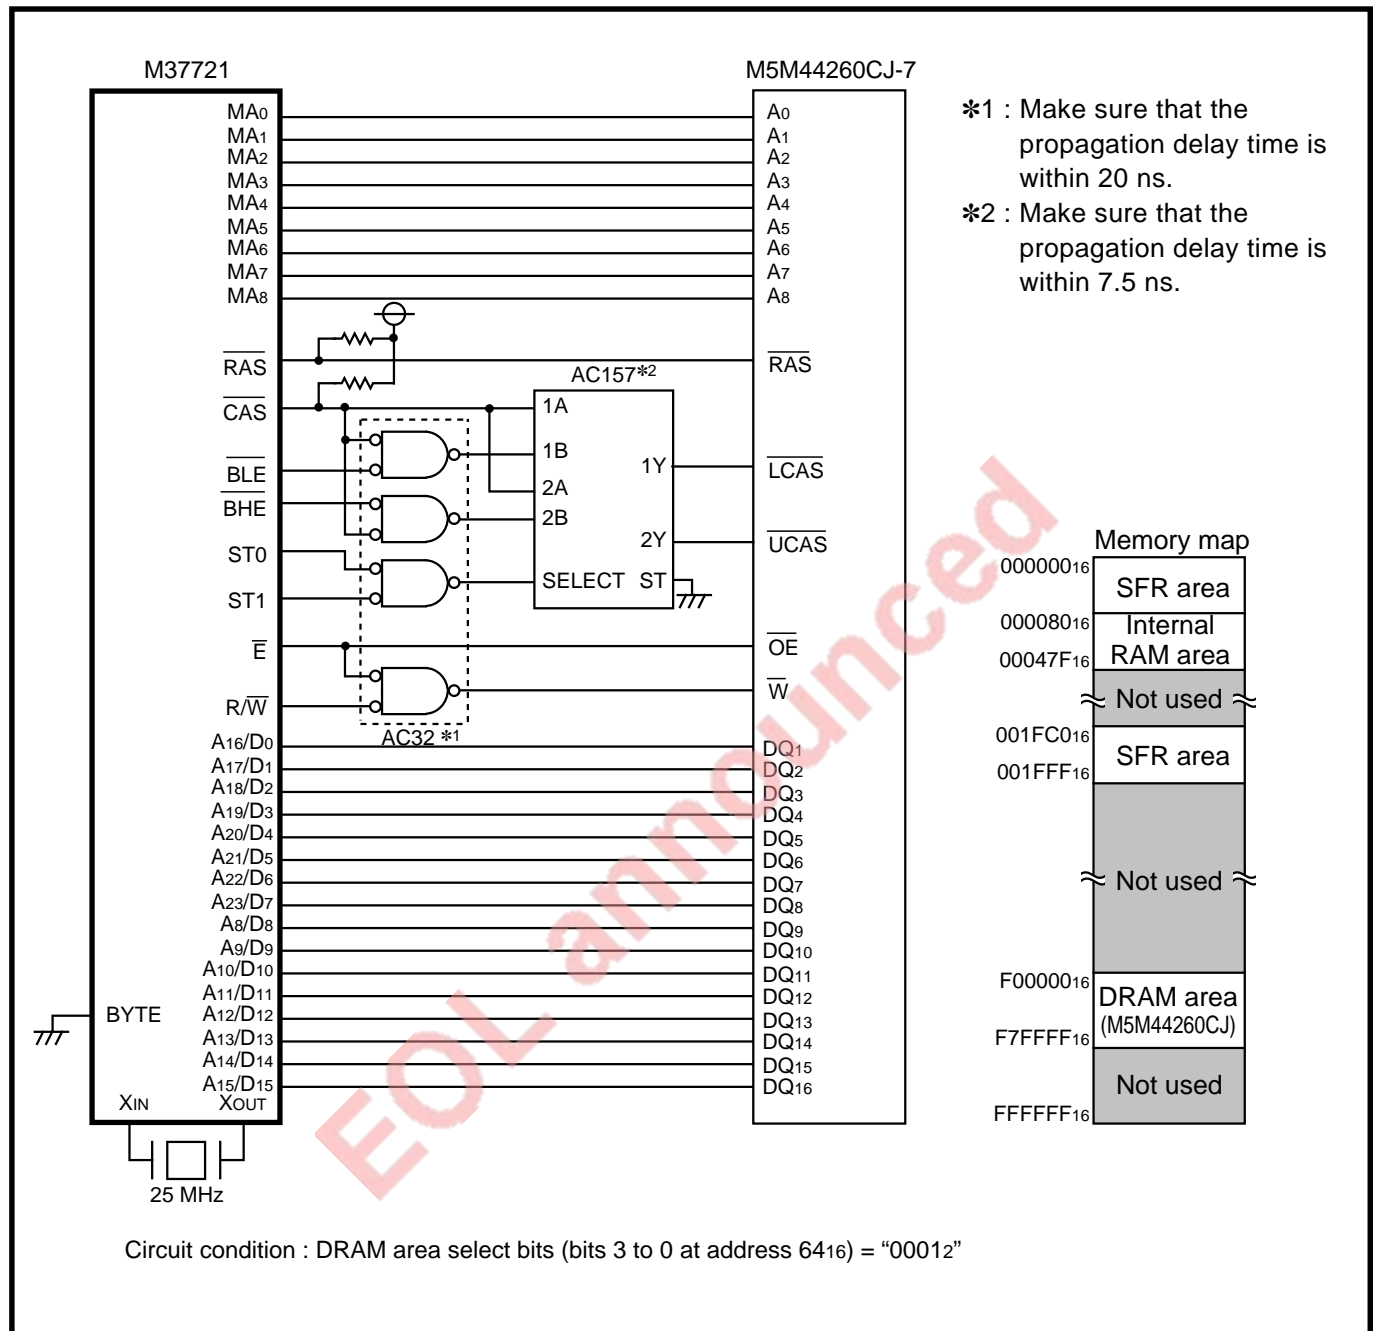 M37721
M5M44260CJ-7
MA0
MA1
MA2
MA3
MA4
MA5
MA6
MA7
MA8
RAS
CAS
BLE
BHE
ST0
ST1
E
R/W
A16/D0
A17/D1
A18/D2
A19/D3
A20/D4
A21/D5
A22/D6
A23/D7
A8/D8
A9/D9
A10/D10
A11/D11
A12/D12
A13/D13
A14/D14
A15/D15
BYTE
XIN
XOUT
25 MHz
AC157✽2
1A
1B
2A
2B
SELECT
1Y
2Y
ST
AC32 ✽1
A0
A1
A2
A3
A4
A5
A6
A7
A8
RAS
LCAS
UCAS
OE
W
DQ1
DQ2
DQ3
DQ4
DQ5
DQ6
DQ7
DQ8
DQ9
DQ10
DQ11
DQ12
DQ13
DQ14
DQ15
DQ16
✽1 : Make sure that the
propagation delay time is
within 20 ns.
✽2 : Make sure that the
propagation delay time is
within 7.5 ns.
Memory map
00000016
SFR area
00008016
Internal
RAM area
00047F16
Not used
001FC016
SFR area
001FFF16
Not used
F0000016
DRAM area
(M5M44260CJ)
F7FFFF16
Not used
FFFFFF16
EOL announced
Circuit condition : DRAM area select bits (bits 3 to 0 at address 6416) = “00012”